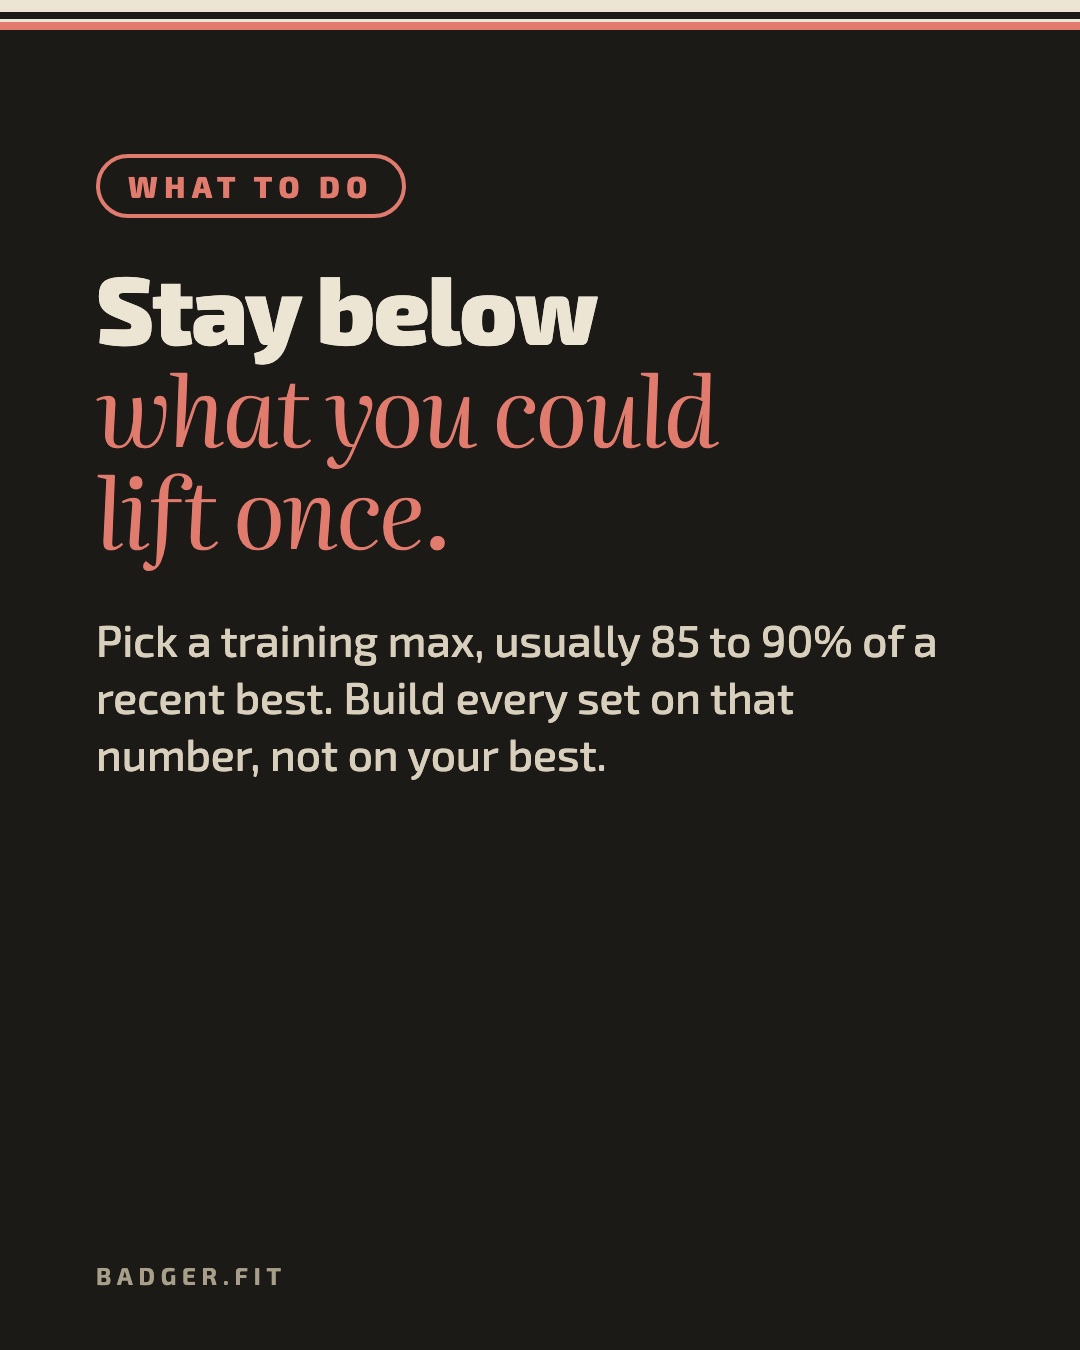 WHAT TO DO
Stay below
what you could
lift once.
Pick a training max, usually 85 to 90% of a
recent best. Build every set on that
number, not on your best.
BADGER.FIT